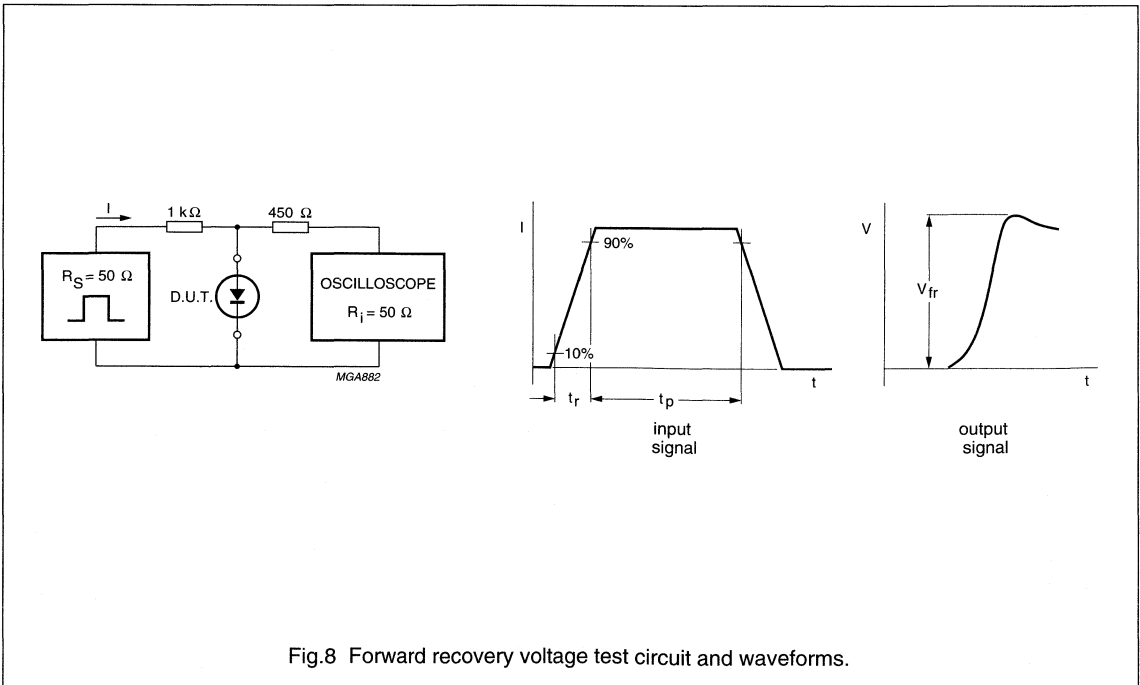 I
1 kΩ
450 Ω
R_S = 50 Ω
D.U.T.
OSCILLOSCOPE
R_i = 50 Ω
MGA882
I
90%
10%
t
t_r
t_p
input
signal
V
V_fr
t
output
signal
Fig.8 Forward recovery voltage test circuit and waveforms.